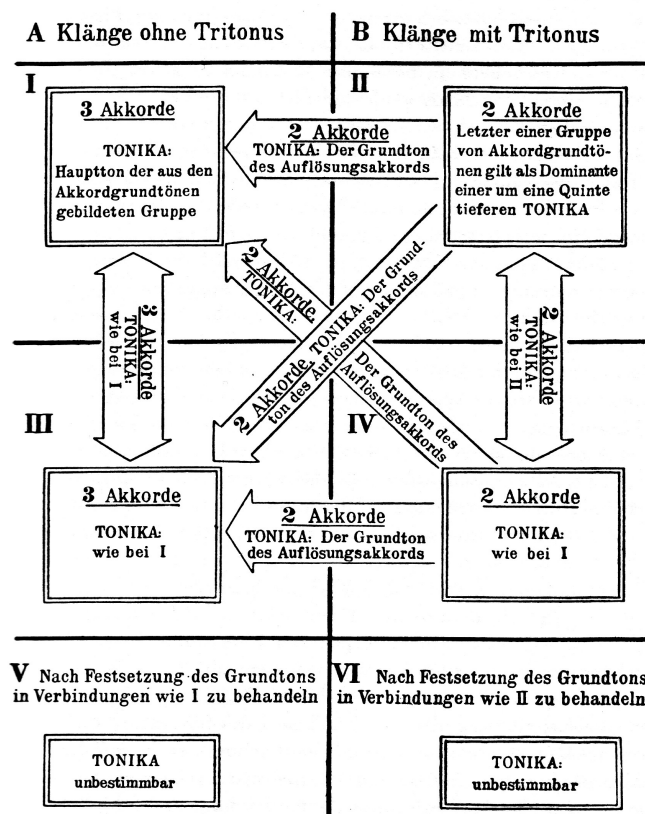 A Klänge ohne Tritonus
B Klänge mit Tritonus
I
3 Akkorde
TONIKA:
Hauptton der aus den
Akkordgrundtönen
gebildeten Gruppe
2 Akkorde
TONIKA: Der Grundton
des Auflösungsakkords
II
2 Akkorde
Letzter einer Gruppe
von Akkordgrundtö-
nen gilt als Dominante
einer um eine Quinte
tieferen TONIKA
3 Akkorde
TONIKA:
wie bei I
2 Akkorde.
TONIKA:
Der Grundton des
Auflösungsakkords
2 Akkorde. TONIKA: Der Grund-
ton des Auflösungsakkords
2 Akkorde
TONIKA:
wie bei II
III
3 Akkorde
TONIKA:
wie bei I
2 Akkorde
TONIKA: Der Grundton
des Auflösungsakkords
IV
2 Akkorde
TONIKA:
wie bei I
V Nach Festsetzung des Grundtons
in Verbindungen wie I zu behandeln
TONIKA
unbestimmbar
VI Nach Festsetzung des Grundtons
in Verbindungen wie II zu behandeln
TONIKA:
unbestimmbar